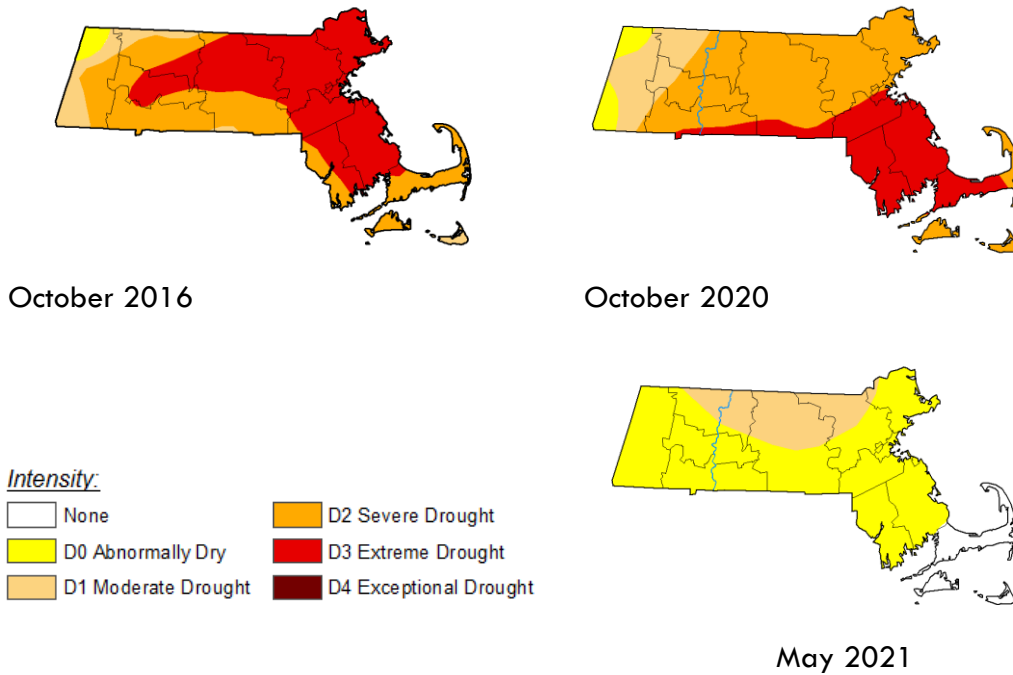 October 2016
October 2020
Intensity:
None
D0 Abnormally Dry
D1 Moderate Drought
D2 Severe Drought
D3 Extreme Drought
D4 Exceptional Drought
May 2021